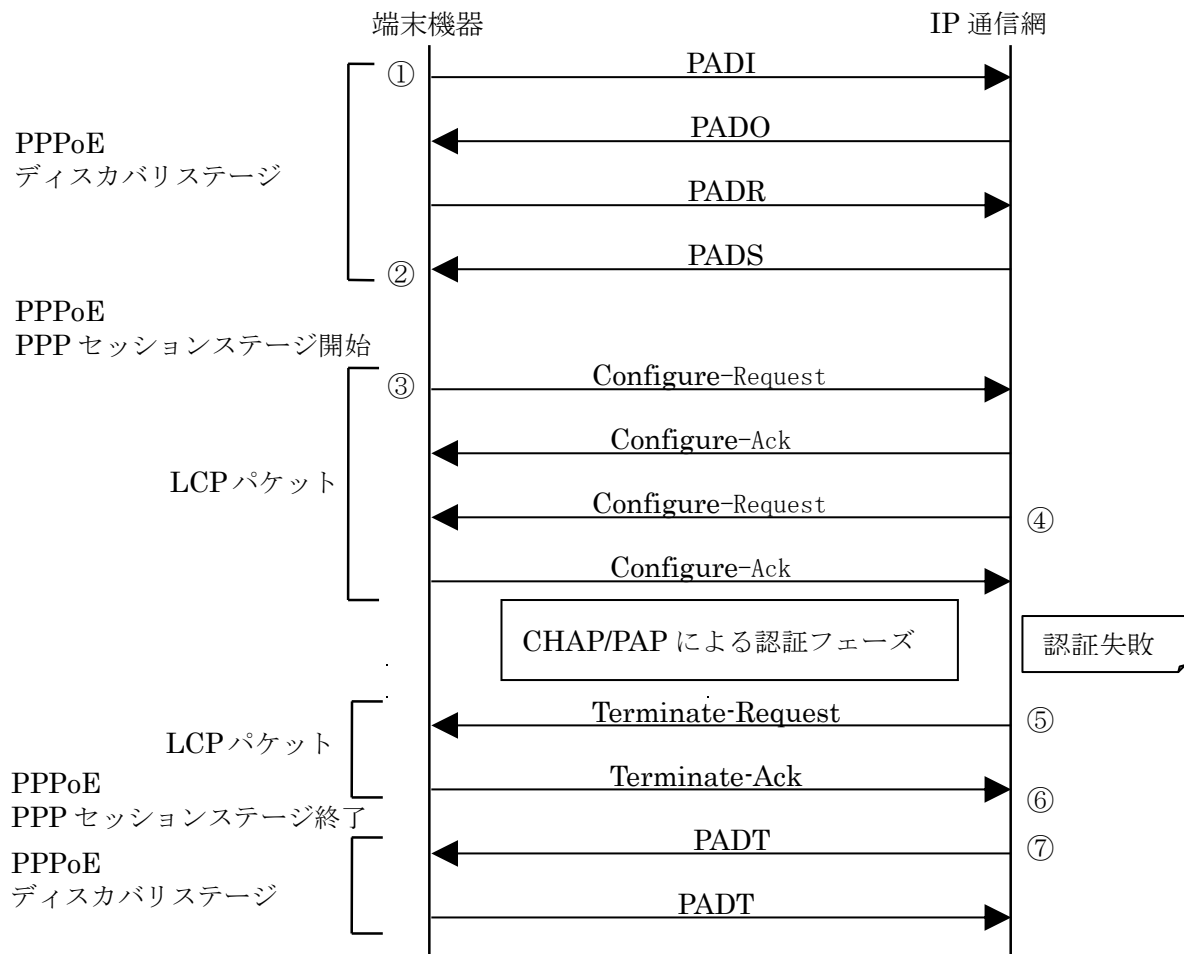 端末機器
IP 通信網
①
PADI
PADO
PPPoE
ディスカバリステージ
PADR
PADS
②
PPPoE
PPP セッションステージ開始
③
Configure-Request
Configure-Ack
LCP パケット
Configure-Request
④
Configure-Ack
CHAP/PAP による認証フェーズ
認証失敗
Terminate-Request
⑤
LCP パケット
Terminate-Ack
⑥
PPPoE
PPP セッションステージ終了
PADT
⑦
PPPoE
ディスカバリステージ
PADT